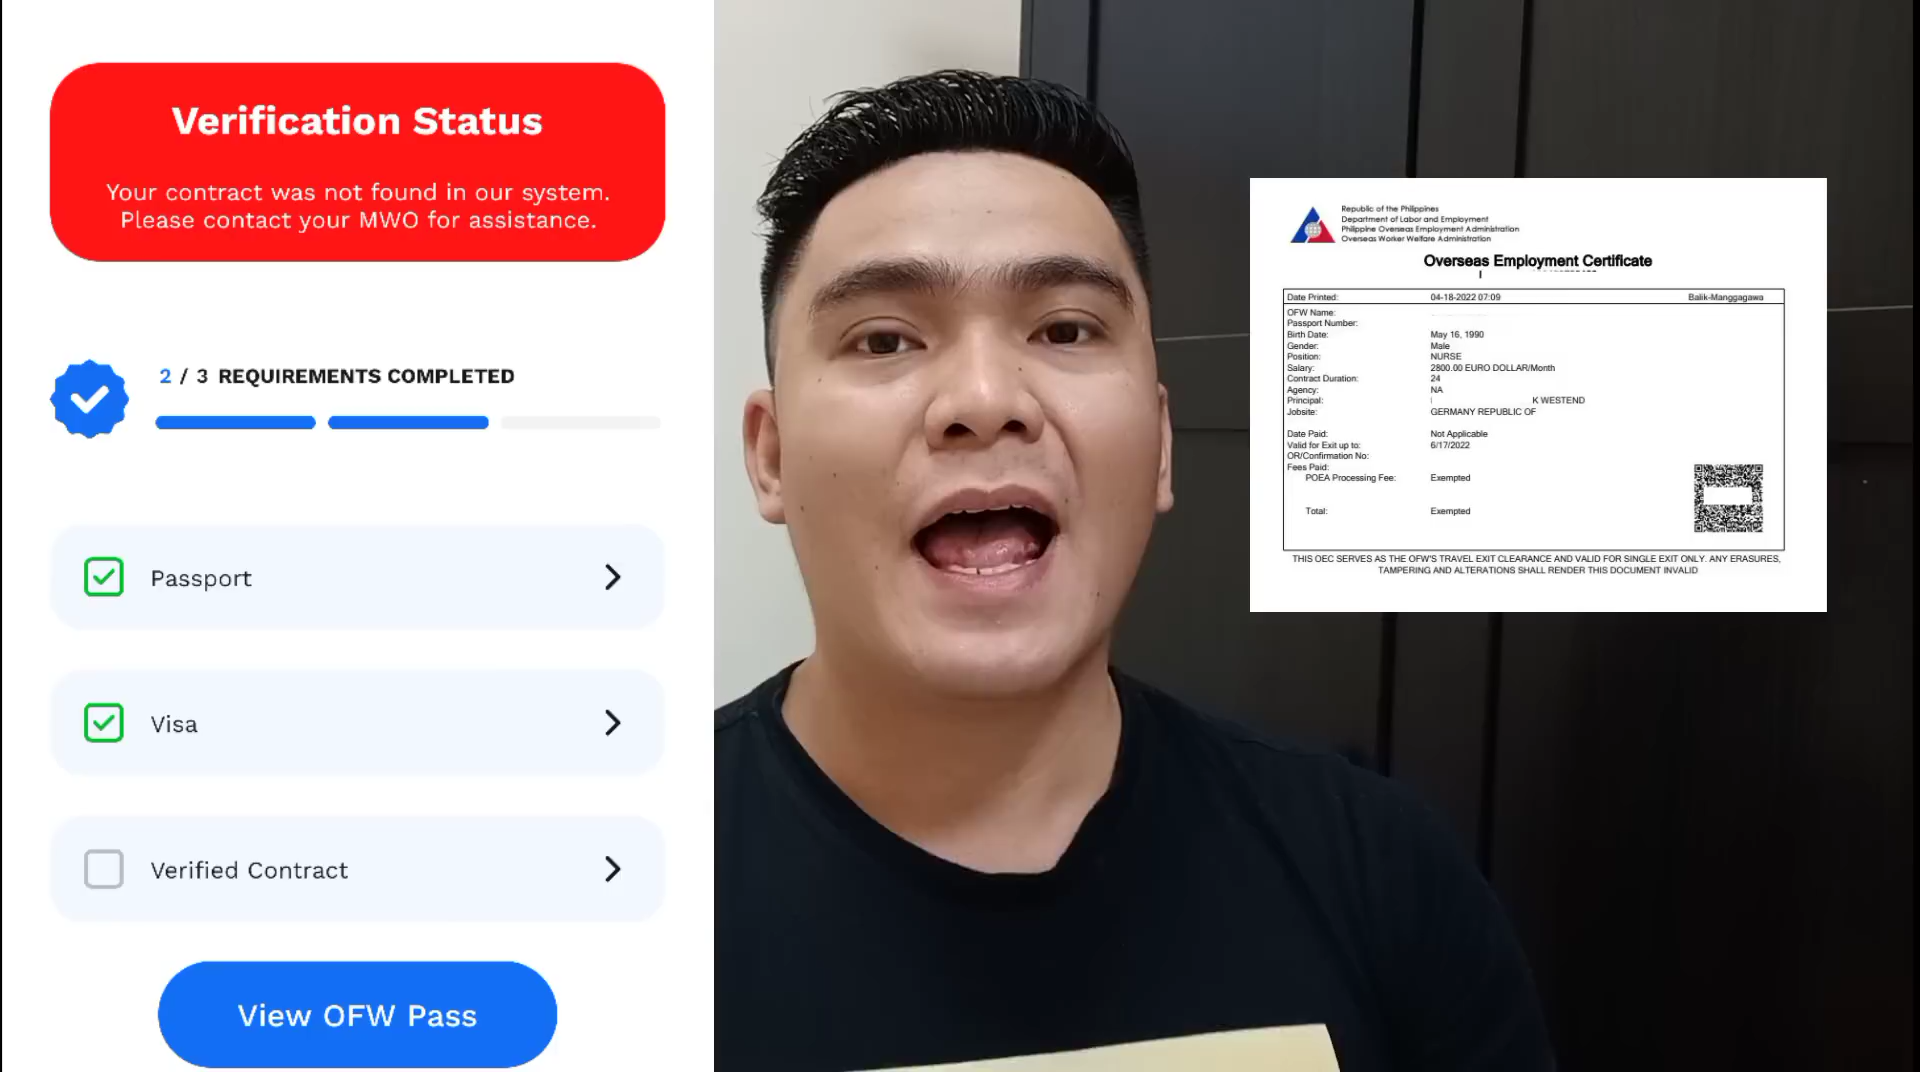 Verification Status
Your contract was not found in our system.
Please contact your MWO for assistance.
2 / 3 REQUIREMENTS COMPLETED
Passport
Visa
Verified Contract
View OFW Pass
Republic of the Philippines
Department of Labor and Employment
Philippine Overseas Employment Administration
Overseas Worker Welfare Administration
Overseas Employment Certificate
Date Printed: 04-18-2022 07:09 Balik-Manggagawa
OFW Name:
Passport Number:
Birth Date: May 16, 1990
Gender: Male
Position: NURSE
Salary: 2800.00 EURO DOLLAR/Month
Contract Duration: 24
Agency: NA
Principal: K WESTEND
Jobsite: GERMANY REPUBLIC OF
Date Paid: Not Applicable
Valid for Exit up to: 6/17/2022
OR/Confirmation No:
Fees Paid:
POEA Processing Fee: Exempted
Total: Exempted
THIS OEC SERVES AS THE OFW'S TRAVEL EXIT CLEARANCE AND VALID FOR SINGLE EXIT ONLY. ANY ERASURES,
TAMPERING AND ALTERATIONS SHALL RENDER THIS DOCUMENT INVALID